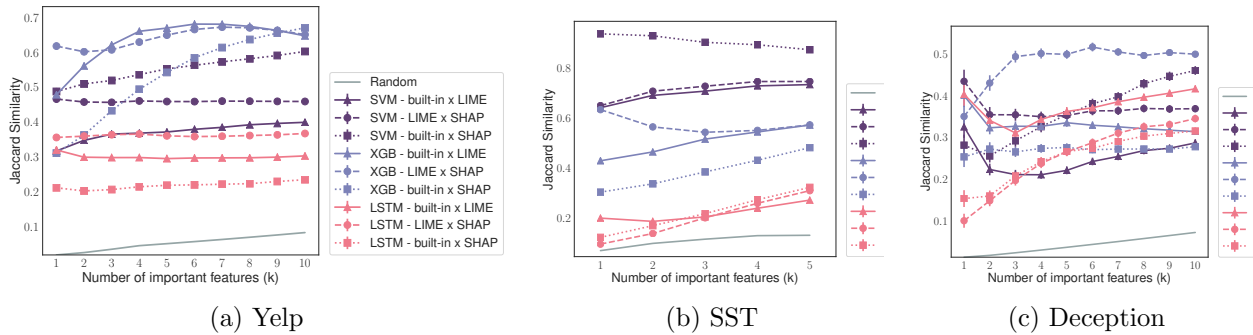 0.7
0.6
0.5
0.4
0.3
0.2
0.1
Jaccard Similarity
1 2 3 4 5 6 7 8 9 10
Number of important features (k)
Random
SVM - built-in x LIME
SVM - LIME x SHAP
SVM - built-in x SHAP
XGB - built-in x LIME
XGB - LIME x SHAP
XGB - built-in x SHAP
LSTM - built-in x LIME
LSTM - LIME x SHAP
LSTM - built-in x SHAP
(a) Yelp
0.8
0.6
0.4
0.2
Jaccard Similarity
1 2 3 4 5
Number of important features (k)
(b) SST
0.5
0.4
0.3
0.2
0.1
Jaccard Similarity
1 2 3 4 5 6 7 8 9 10
Number of important features (k)
(c) Deception